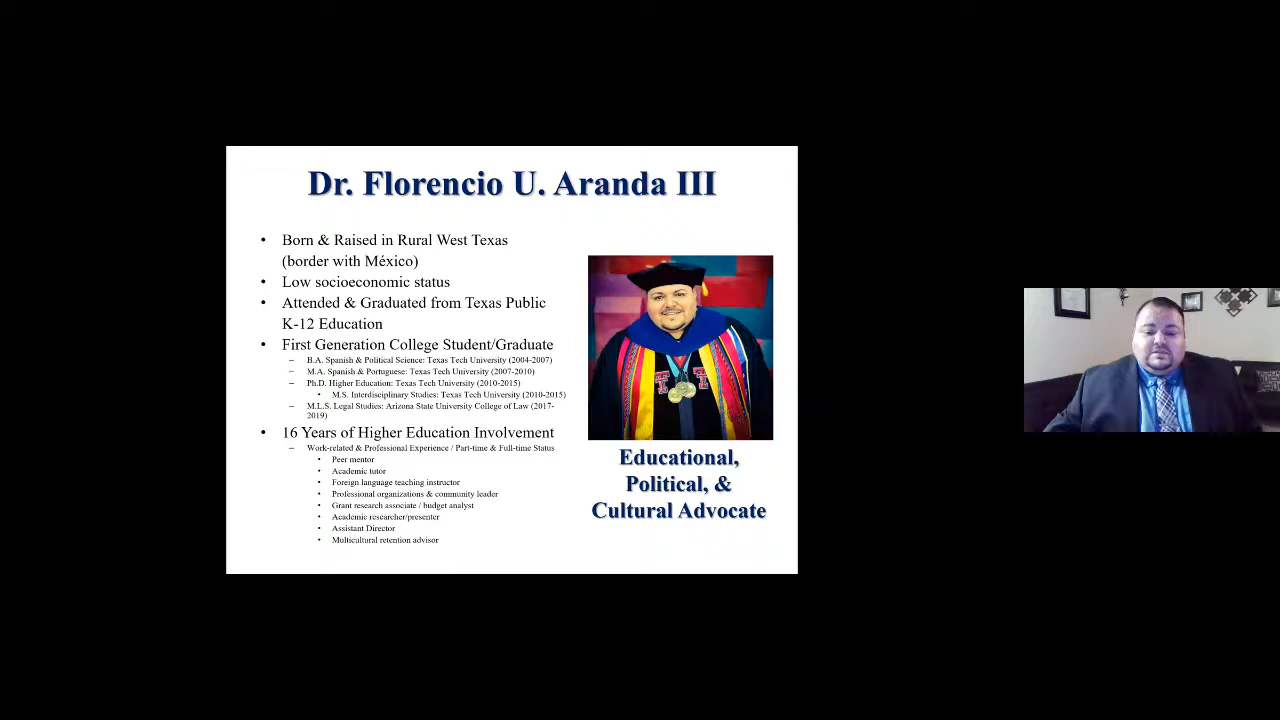 Dr. Florencio U. Aranda III
• Born & Raised in Rural West Texas
(border with México)
• Low socioeconomic status
• Attended & Graduated from Texas Public
K-12 Education
• First Generation College Student/Graduate
– B.A. Spanish & Political Science: Texas Tech University (2004-2007)
– M.A. Spanish & Portuguese: Texas Tech University (2007-2010)
– Ph.D. Higher Education: Texas Tech University (2010-2015)
• M.S. Interdisciplinary Studies: Texas Tech University (2010-2015)
– M.L.S. Legal Studies: Arizona State University College of Law (2017-
2019)
• 16 Years of Higher Education Involvement
– Work-related & Professional Experience / Part-time & Full-time Status
• Peer mentor
• Academic tutor
• Foreign language teaching instructor
• Professional organizations & community leader
• Grant research associate / budget analyst
• Academic researcher/presenter
• Assistant Director
• Multicultural retention advisor
Educational,
Political, &
Cultural Advocate